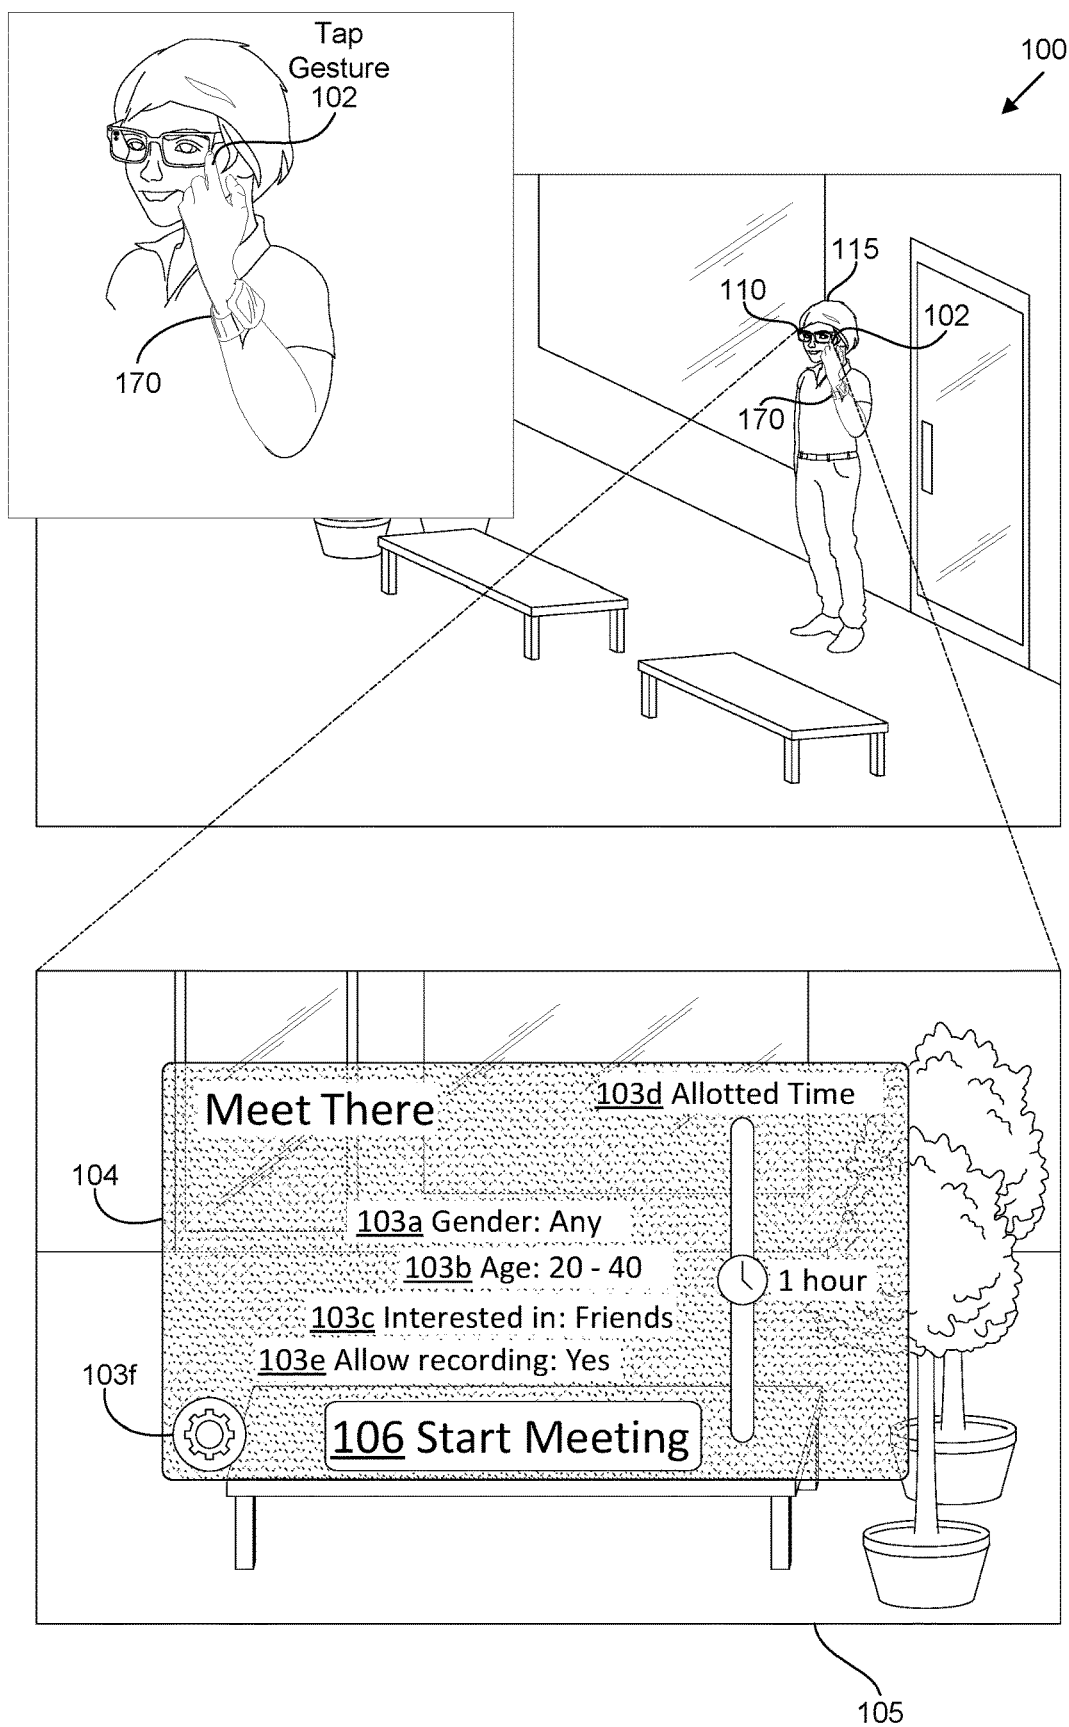 Tap
Gesture
102
100
115
110
102
170
170
Meet There
103d Allotted Time
104
103a Gender: Any
103b Age: 20 - 40
1 hour
103c Interested in: Friends
103e Allow recording: Yes
103f
106 Start Meeting
105